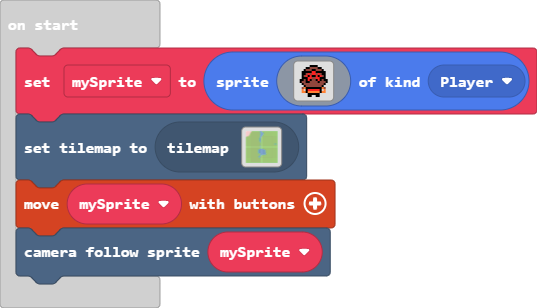 on start
set mySprite to sprite of kind Player
set tilemap to tilemap
move mySprite with buttons
camera follow sprite mySprite